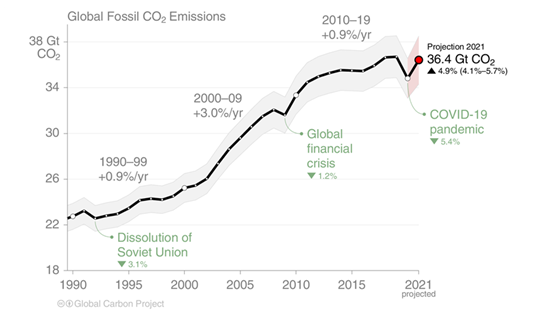 Global Fossil CO₂ Emissions
38 Gt
CO₂
34
30
26
22
18
1990
1995
2000
2005
2010
2015
2021
projected
1990–99
+0.9%/yr
2000–09
+3.0%/yr
2010–19
+0.9%/yr
Projection 2021
36.4 Gt CO₂
▲ 4.9% (4.1%–5.7%)
COVID-19
pandemic
▼ 5.4%
Global
financial
crisis
▼ 1.2%
Dissolution of
Soviet Union
▼ 3.1%
Global Carbon Project